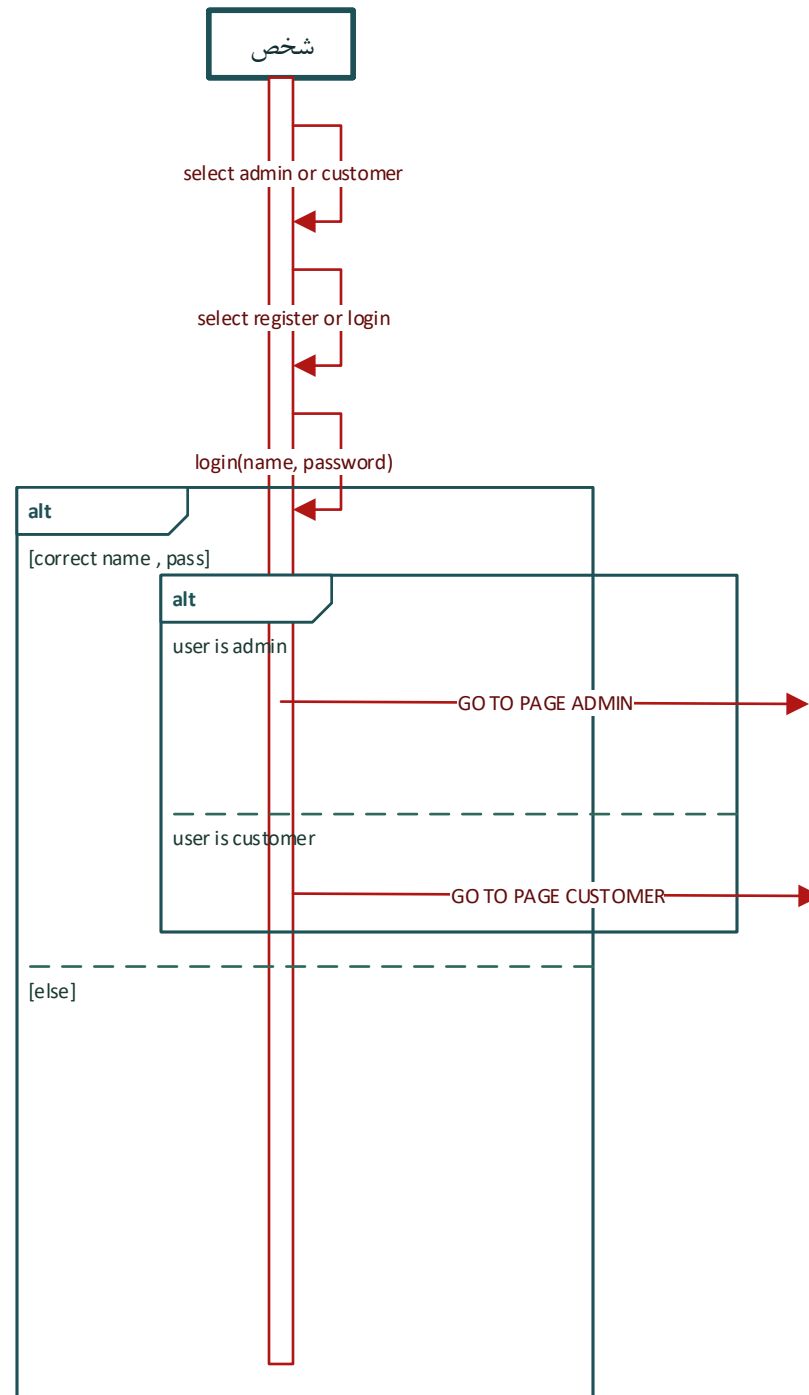 شخص
select admin or customer
select register or login
login(name, password)
alt
[correct name , pass]
alt
user is admin
GO TO PAGE ADMIN
user is customer
GO TO PAGE CUSTOMER
[else]